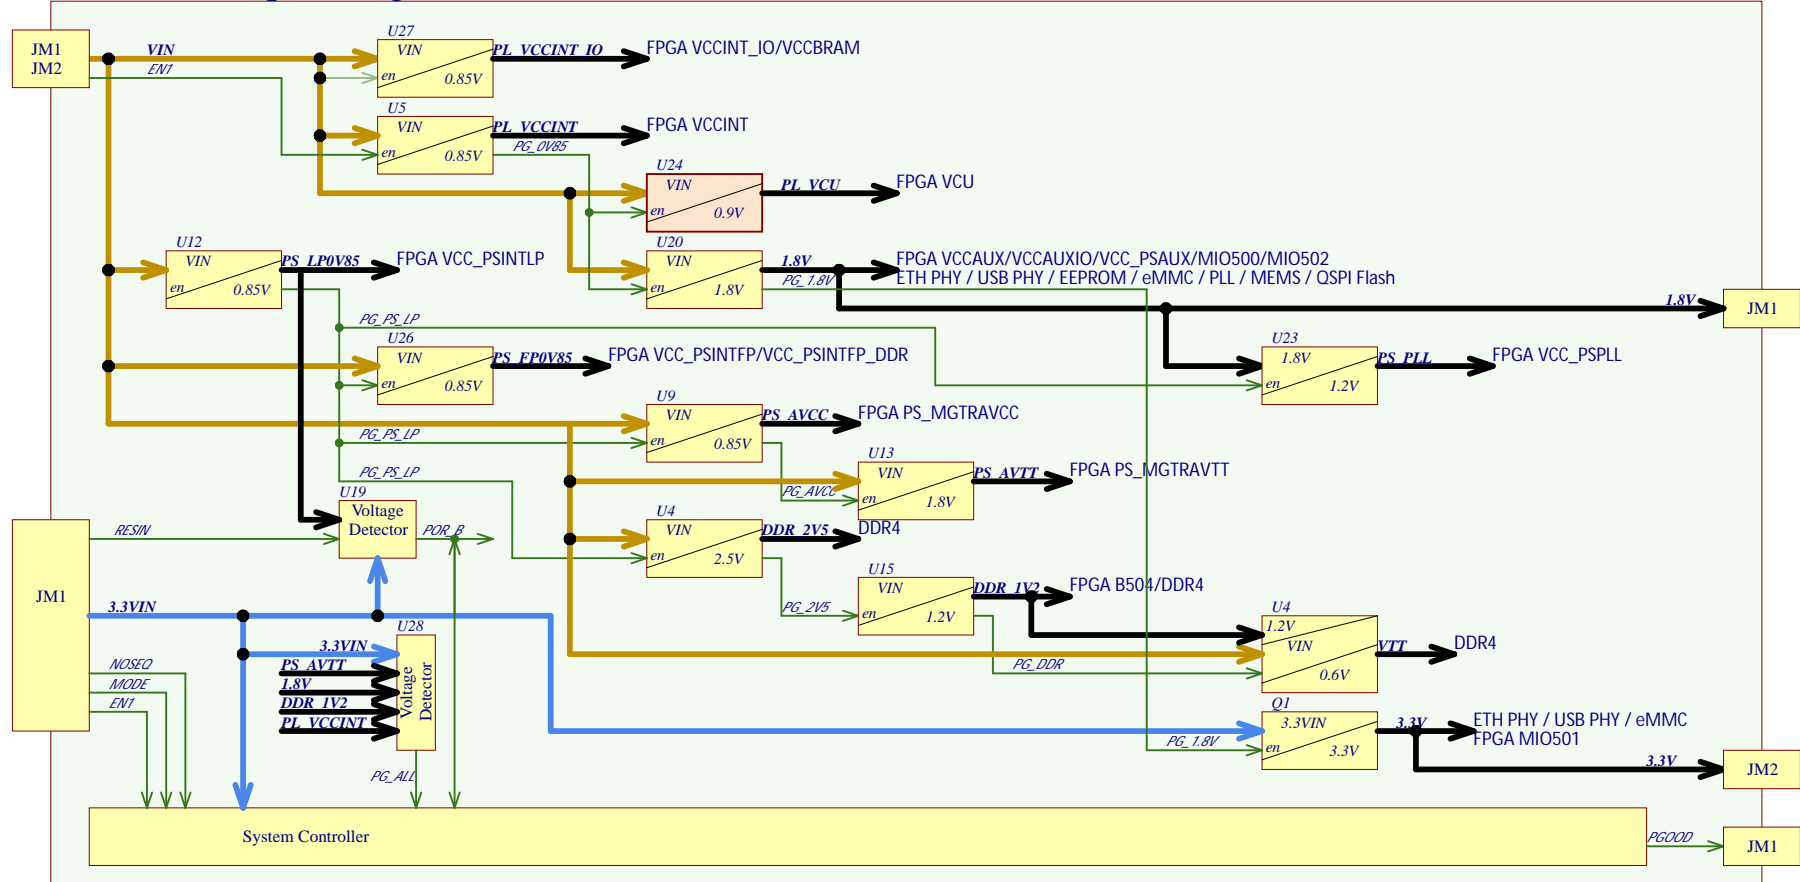 JM1
JM2
VIN
EN1
U27
VIN
en
0.85V
PL_VCCINT_IO
FPGA VCCINT_IO/VCCBRAM
U5
VIN
en
0.85V
PL_VCCINT
FPGA VCCINT
PG_0V85
U24
VIN
en
0.9V
PL_VCU
FPGA VCU
U12
VIN
en
0.85V
PS_LP0V85
FPGA VCC_PSINTLP
U20
VIN
en
1.8V
1.8V
PG_1.8V
FPGA VCCAUX/VCCAUXIO/VCC_PSAUX/MIO500/MIO502
ETH PHY / USB PHY / EEPROM / eMMC / PLL / MEMS / QSPI Flash
1.8V
JM1
PG_PS_LP
U26
VIN
en
0.85V
PS_FP0V85
FPGA VCC_PSINTFP/VCC_PSINTFP_DDR
U23
1.8V
en
1.2V
PS_PLL
FPGA VCC_PSPLL
PG_PS_LP
U9
VIN
en
0.85V
PS_AVCC
FPGA PS_MGTRAVCC
PG_AVCC
U13
VIN
en
1.8V
PS_AVTT
FPGA PS_MGTRAVTT
PG_PS_LP
U19
Voltage
Detector
RESIN
POR_B
U4
VIN
en
2.5V
DDR_2V5
DDR4
PG_2V5
U15
VIN
en
1.2V
DDR_1V2
FPGA B504/DDR4
PG_DDR
U4
1.2V
VIN
en
0.6V
VTT
DDR4
JM1
3.3VIN
NOSEQ
MODE
EN1
U28
3.3VIN
PS_AVTT
1.8V
DDR_1V2
PL_VCCINT
Voltage
Detector
PG_ALL
Q1
3.3VIN
en
3.3V
PG_1.8V
3.3V
ETH PHY / USB PHY / eMMC
FPGA MIO501
3.3V
JM2
System Controller
PGOOD
JM1